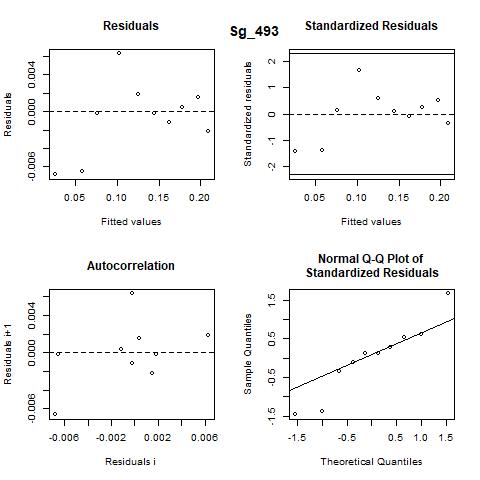 Sg_493
Residuals
Residuals
0.004
0.000
-0.006
0.05
0.10
0.15
0.20
Fitted values
Standardized Residuals
Standardized residuals
2
1
0
-1
-2
0.05
0.10
0.15
0.20
Fitted values
Autocorrelation
Residuals i+1
0.004
0.000
-0.006
-0.006
-0.002
0.002
0.006
Residuals i
Normal Q-Q Plot of
Standardized Residuals
Sample Quantiles
1.5
0.5
-0.5
-1.5
-1.5
-0.5
0.5
1.0
1.5
Theoretical Quantiles